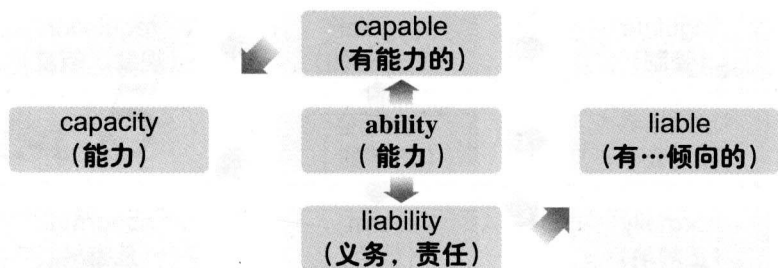 capable
(有能力的)
capacity
(能力)
ability
(能力)
liable
(有…倾向的)
liability
(义务，责任)